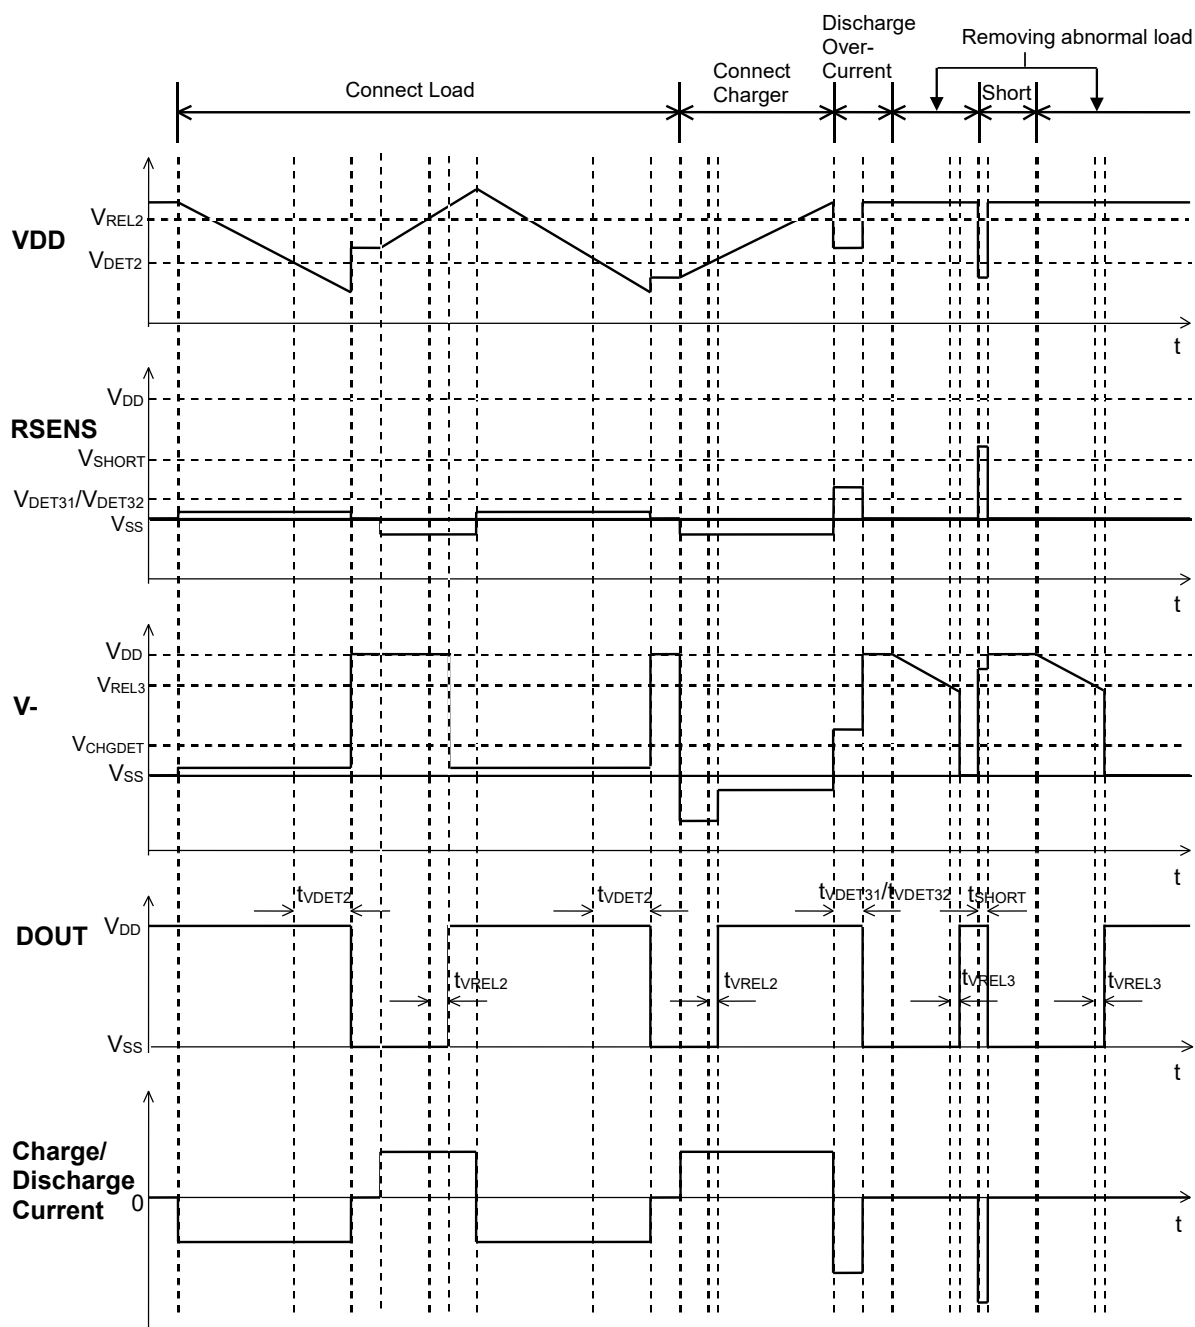 Discharge
Over-
Current
Removing abnormal load
Connect Load
Connect
Charger
Short
VREL2
VDD
VDET2
t
VDD
RSENS
VSHORT
VDET31/VDET32
VSS
t
VDD
VREL3
V-
VCHGDET
VSS
t
tVDET2
tVDET2
tVDET31/tVDET32
tSHORT
VDD
DOUT
tVREL2
tVREL2
tVREL3
tVREL3
VSS
t
Charge/
Discharge
Current
0
t